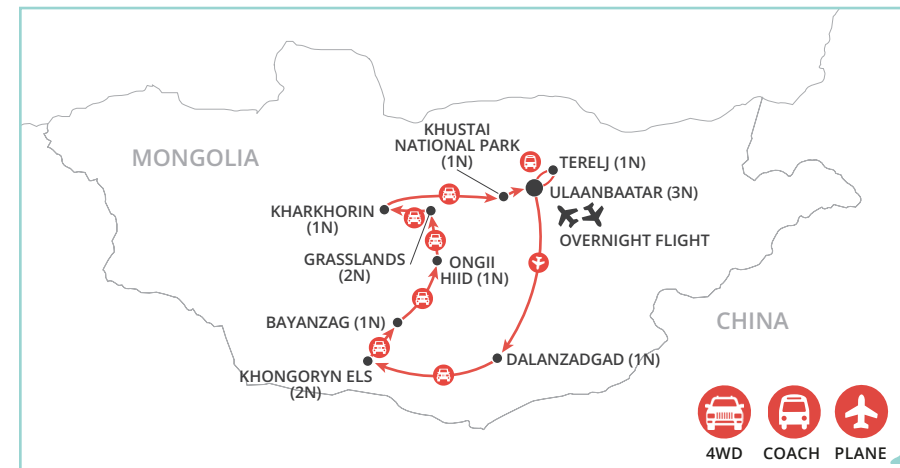 MONGOLIA
KHUSTAI
NATIONAL PARK
(1N)
TERELJ (1N)
ULAANBAATAR (3N)
OVERNIGHT FLIGHT
KHARKHORIN
(1N)
GRASSLANDS
(2N)
ONGII
HIID (1N)
BAYANZAG (1N)
CHINA
DALANZADGAD (1N)
KHONGORYN ELS
(2N)
4WD COACH PLANE